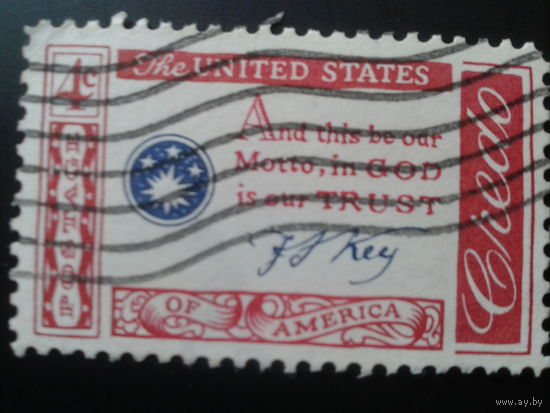 4c
POSTAGE
The UNITED STATES
And this be our
Motto, in GOD
is our TRUST
F S Key
OF AMERICA
Credo
www.ay.by